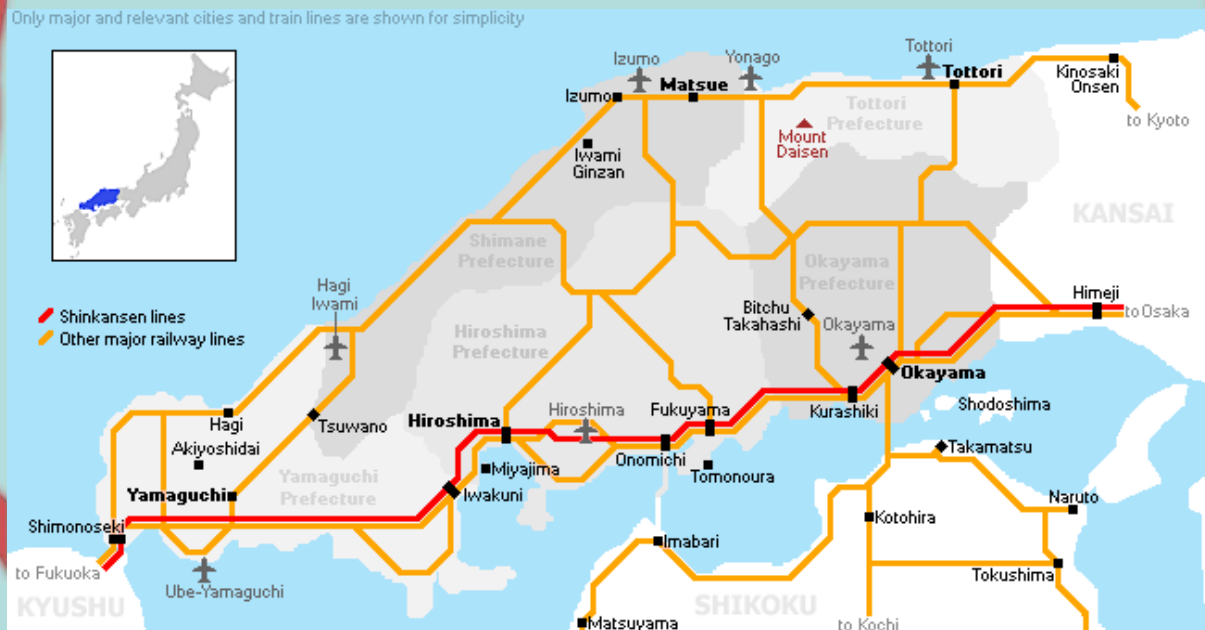 Only major and relevant cities and train lines are shown for simplicity
Tottori
Izumo
Yonago
Tottori
Kinosaki
Onsen
Izumo
Matsue
to Kyoto
Tottori
Prefecture
Mount
Daisen
Iwami
Ginzan
KANSAI
Shimane
Prefecture
Okayama
Prefecture
Hagi
Iwami
Himeji
to Osaka
Shinkansen lines
Other major railway lines
Bitchu
Takahashi
Okayama
Hiroshima
Prefecture
Okayama
Kurashiki
Shodoshima
Hiroshima
Hiroshima
Fukuyama
Hagi
Tsuwano
Akiyoshidai
Onomichi
Takamatsu
Miyajima
Tomonoura
Yamaguchi
Prefecture
Yamaguchi
Iwakuni
Naruto
Shimonoseki
Kotohira
Imabari
to Fukuoka
Tokushima
Ube-Yamaguchi
KYUSHU
SHIKOKU
Matsuyama
to Kochi